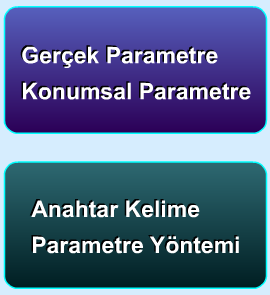 Gerçek Parametre
Konumsal Parametre
Anahtar Kelime
Parametre Yöntemi